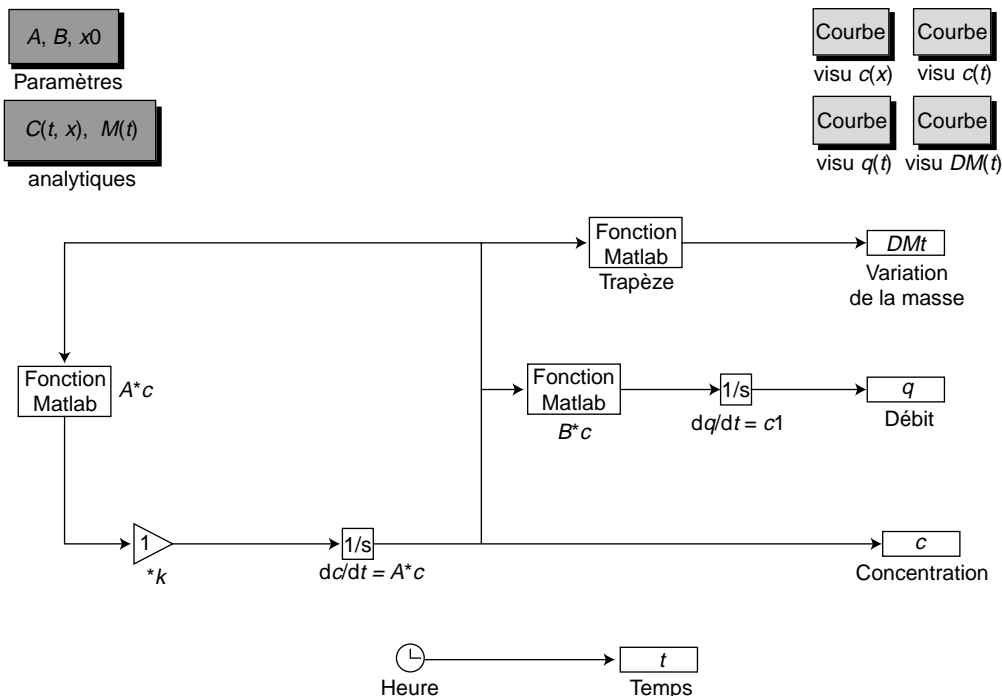 A, B, x0
Paramètres
C(t, x), M(t)
analytiques
Courbe
visu c(x)
Courbe
visu c(t)
Courbe
visu q(t)
Courbe
visu DM(t)
Fonction
Matlab
Trapèze
DMt
Variation
de la masse
Fonction
Matlab
A*c
Fonction
Matlab
B*c
1/s
dq/dt = c1
q
Débit
1
*k
1/s
dc/dt = A*c
c
Concentration
Heure
t
Temps